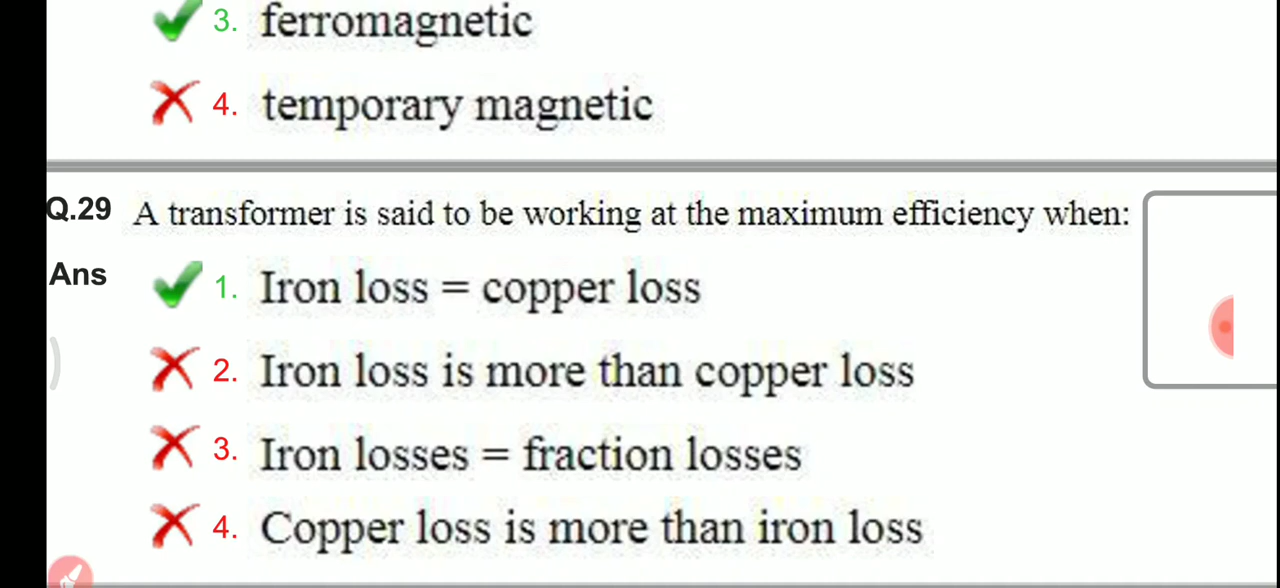 3. ferromagnetic
4. temporary magnetic
Q.29 A transformer is said to be working at the maximum efficiency when:
Ans 1. Iron loss = copper loss
2. Iron loss is more than copper loss
3. Iron losses = fraction losses
4. Copper loss is more than iron loss